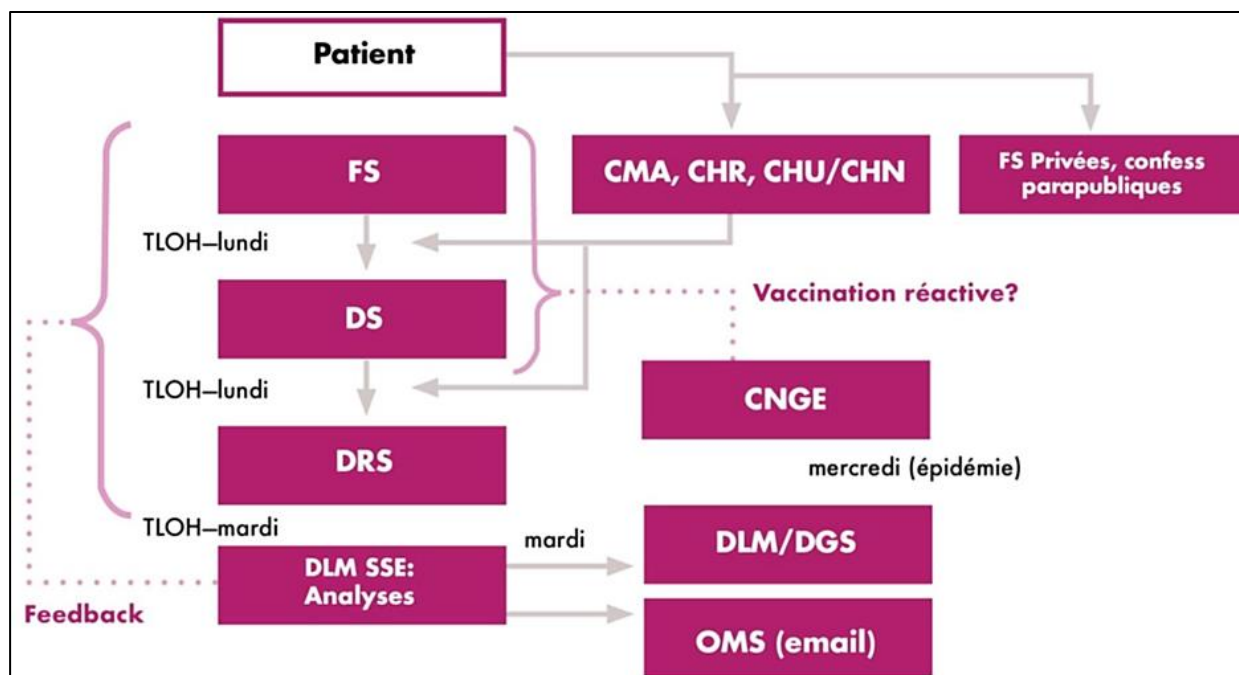 Patient
FS
CMA, CHR, CHU/CHN
FS Privées, confess
parapubliques
TLOH–lundi
DS
Vaccination réactive?
TLOH–lundi
CNGE
DRS
mercredi (épidémie)
TLOH–mardi
mardi
DLM/DGS
DLM SSE:
Analyses
Feedback
OMS (email)